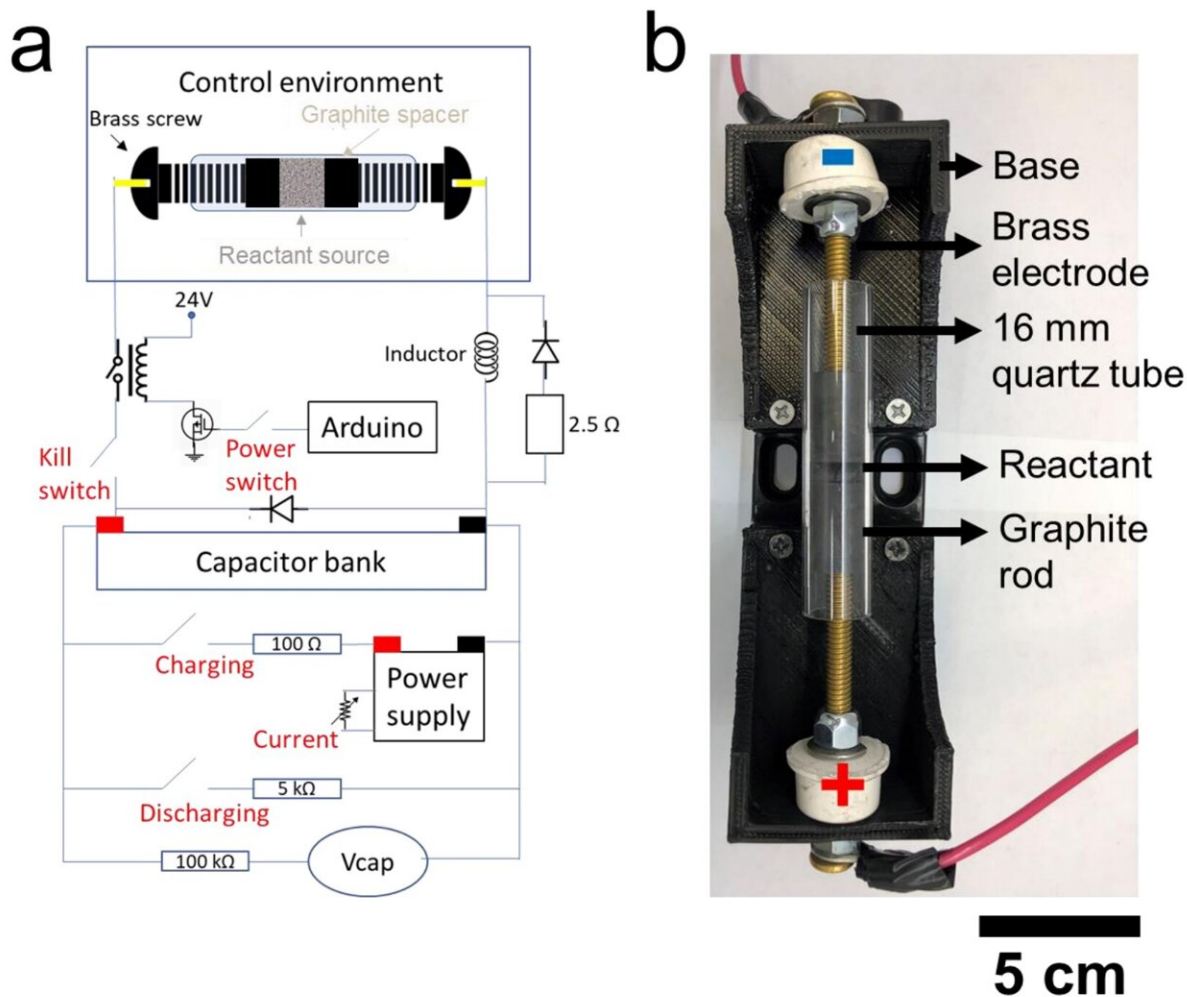 a
Control environment
Brass screw
Graphite spacer
Reactant source
24V
Inductor
2.5 Ω
Arduino
Power
switch
Kill
switch
Capacitor bank
100 Ω
Charging
Power
supply
Current
5 kΩ
Discharging
100 kΩ
Vcap
b
Base
Brass
electrode
16 mm
quartz tube
Reactant
Graphite
rod
5 cm